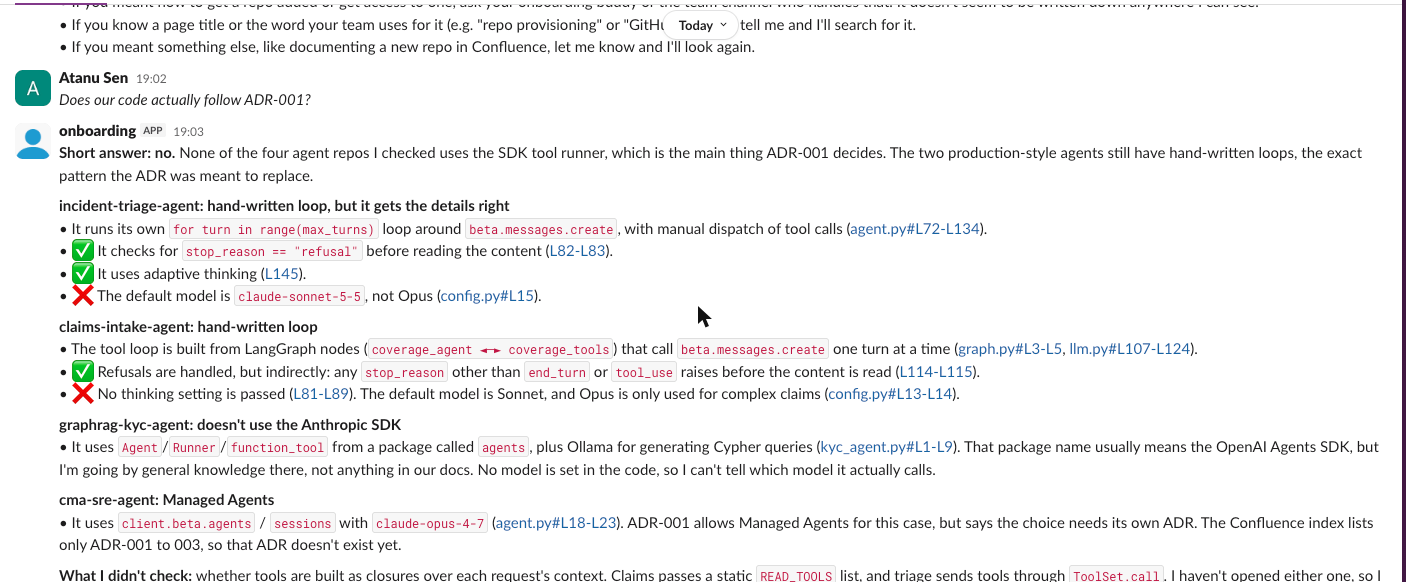 • If you know a page title or the word your team uses for it (e.g. "repo provisioning" or "GitHu
Today
tell me and I'll search for it.
• If you meant something else, like documenting a new repo in Confluence, let me know and I'll look again.
A
Atanu Sen 19:02
Does our code actually follow ADR-001?
onboarding APP 19:03
Short answer: no. None of the four agent repos I checked uses the SDK tool runner, which is the main thing ADR-001 decides. The two production-style agents still have hand-written loops, the exact
pattern the ADR was meant to replace.
incident-triage-agent: hand-written loop, but it gets the details right
• It runs its own for turn in range(max_turns) loop around beta.messages.create, with manual dispatch of tool calls (agent.py#L72-L134).
• ✅ It checks for stop_reason == "refusal" before reading the content (L82-L83).
• ✅ It uses adaptive thinking (L145).
• ❌ The default model is claude-sonnet-5-5, not Opus (config.py#L15).
claims-intake-agent: hand-written loop
• The tool loop is built from LangGraph nodes (coverage_agent ◄─► coverage_tools) that call beta.messages.create one turn at a time (graph.py#L3-L5, llm.py#L107-L124).
• ✅ Refusals are handled, but indirectly: any stop_reason other than end_turn or tool_use raises before the content is read (L114-L115).
• ❌ No thinking setting is passed (L81-L89). The default model is Sonnet, and Opus is only used for complex claims (config.py#L13-L14).
graphrag-kyc-agent: doesn't use the Anthropic SDK
• It uses Agent/Runner/function_tool from a package called agents, plus Ollama for generating Cypher queries (kyc_agent.py#L1-L9). That package name usually means the OpenAI Agents SDK, but
I'm going by general knowledge there, not anything in our docs. No model is set in the code, so I can't tell which model it actually calls.
cma-sre-agent: Managed Agents
• It uses client.beta.agents / sessions with claude-opus-4-7 (agent.py#L18-L23). ADR-001 allows Managed Agents for this case, but says the choice needs its own ADR. The Confluence index lists
only ADR-001 to 003, so that ADR doesn't exist yet.
What I didn't check: whether tools are built as closures over each request's context. Claims passes a static READ_TOOLS list, and triage sends tools through ToolSet.call. I haven't opened either one, so I